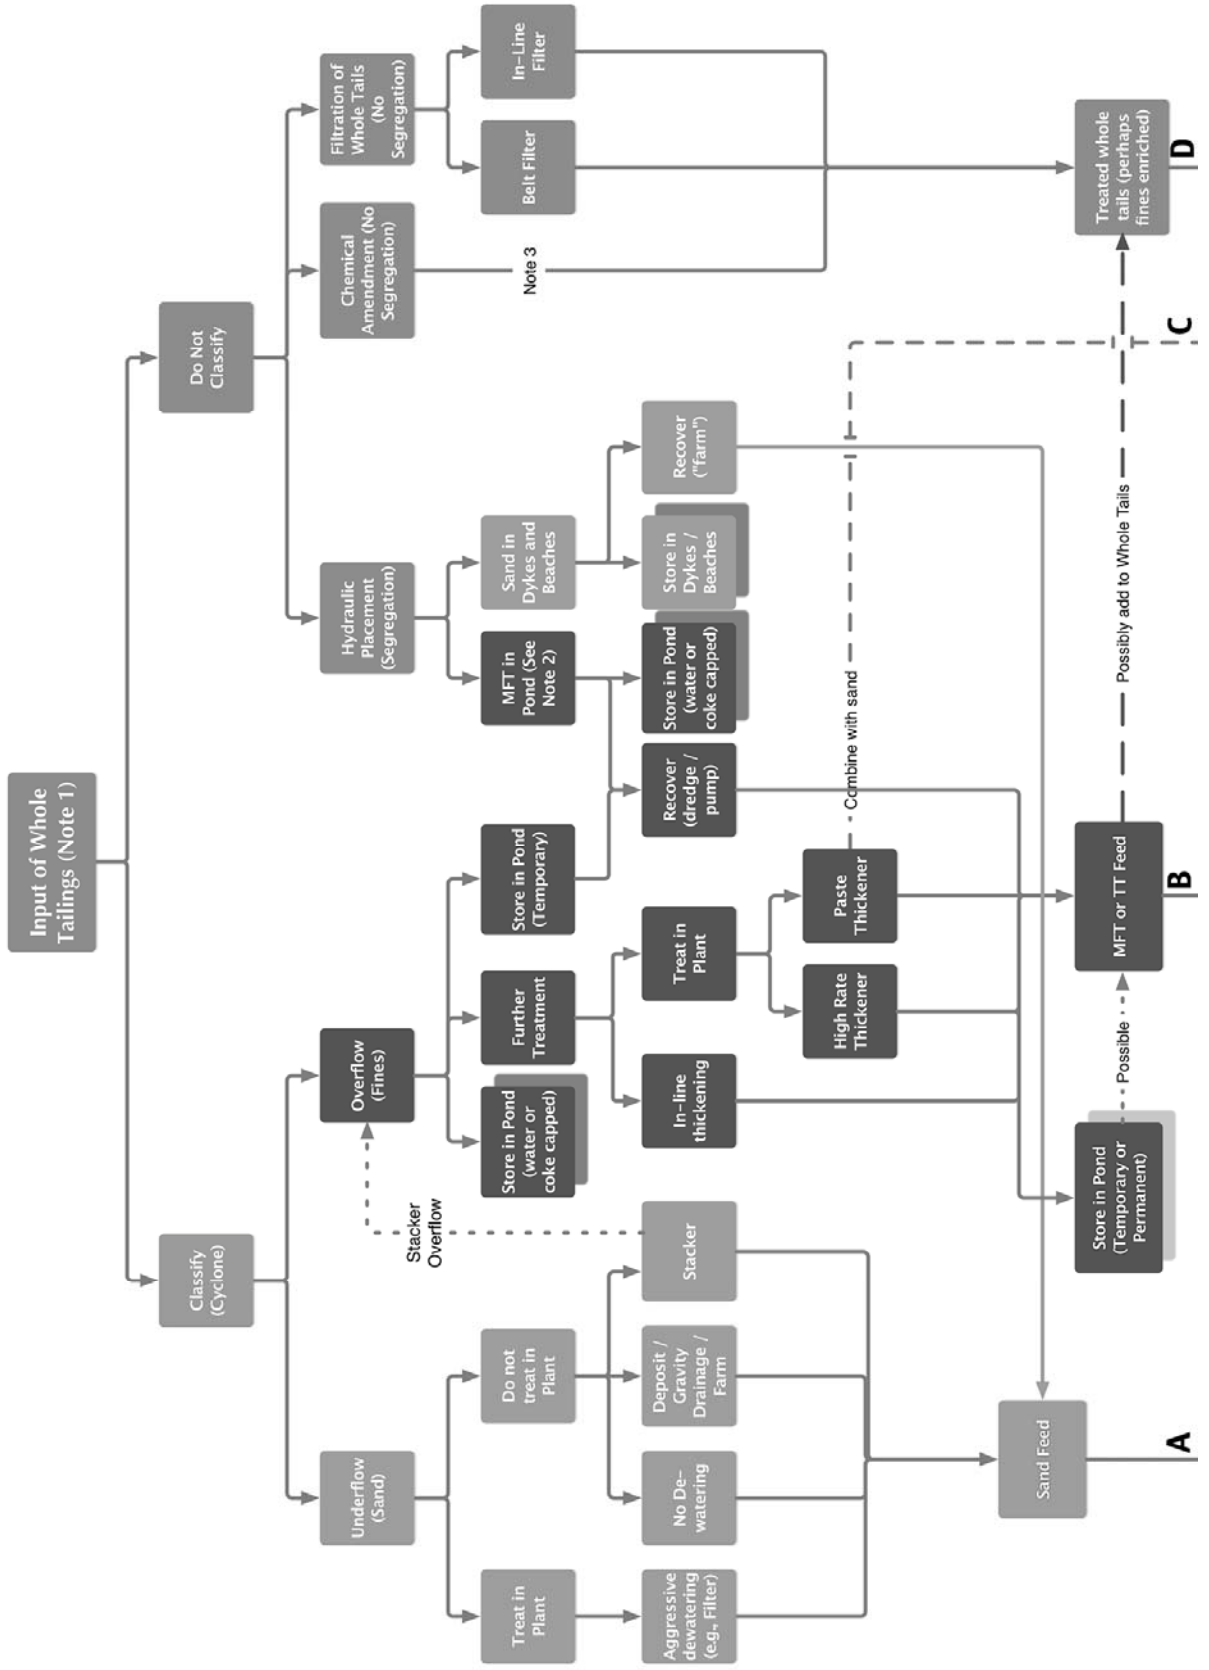 Input of Whole
Tailings (Note 1)
Classify
(Cyclone)
Do Not
Classify
Underflow
(Sand)
Overflow
(Fines)
Hydraulic
Placement
(Segregation)
Chemical
Amendment (No
Segregation)
Filtration of
Whole Tails
(No
Segregation)
Stacker
Overflow
Treat in
Plant
Do not
treat in
Plant
Store in Pond
(water or
coke capped)
Further
Treatment
Store in Pond
(Temporary)
MFT in
Pond (See
Note 2)
Sand in
Dykes and
Beaches
Note 3
Belt Filter
In-Line
Filter
Aggressive
dewatering
(e.g., Filter)
No De-
watering
Deposit /
Gravity
Drainage /
Farm
Stacker
In-line
thickening
Treat in
Plant
Recover
(dredge /
pump)
Store in Pond
(water or
coke capped)
Store in
Dykes /
Beaches
Recover
("farm")
High Rate
Thickener
Paste
Thickener
Combine with sand
Sand Feed
Store in Pond
(Temporary or
Permanent)
Possible
MFT or TT Feed
Possibly add to Whole Tails
Treated whole
tails (perhaps
fines enriched)
A
B
C
D